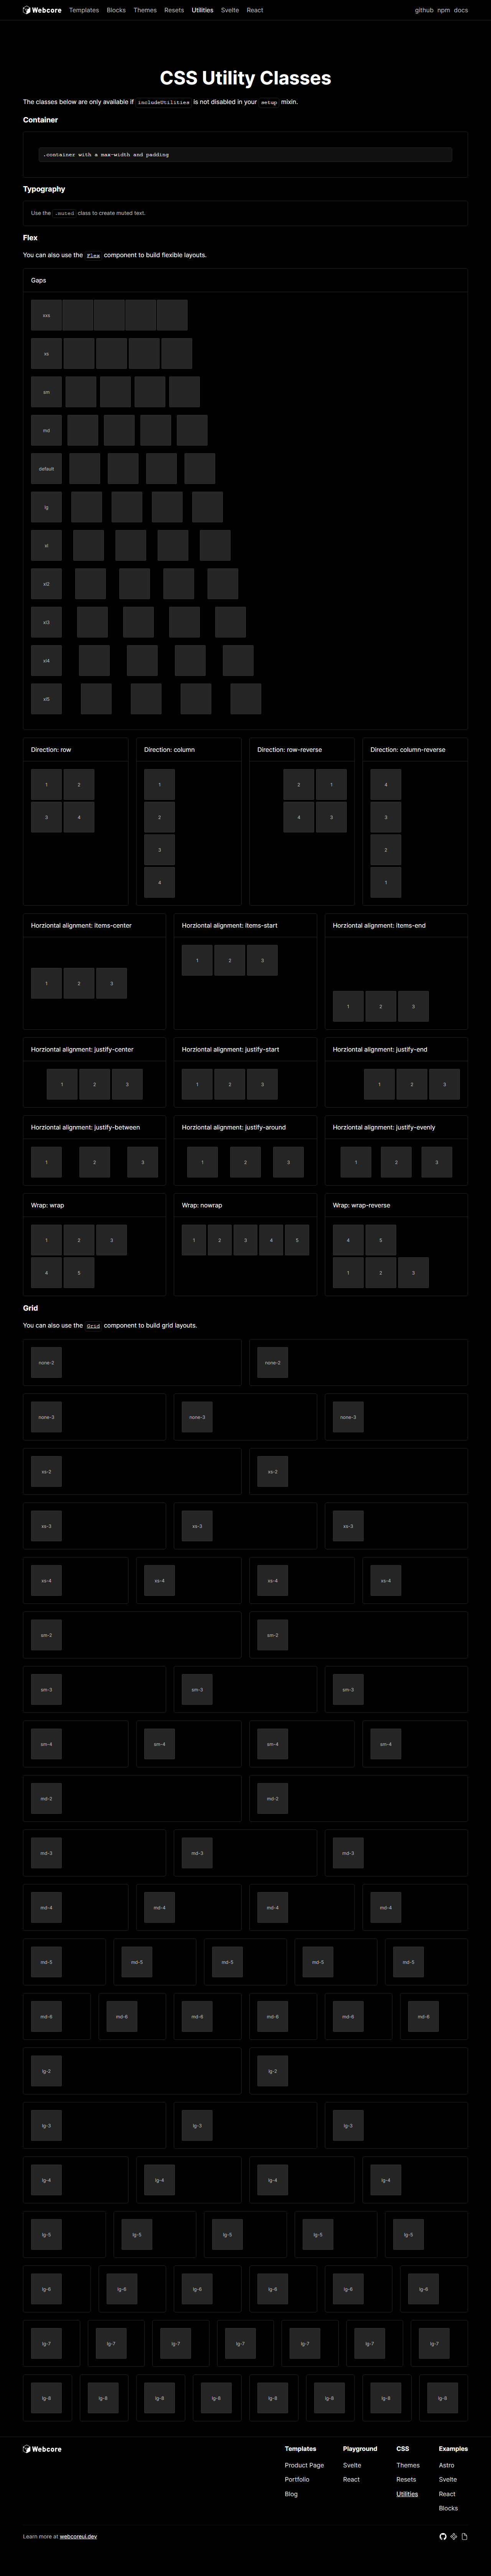 Webcore Templates Blocks Themes Resets Utilities Svelte React github npm docs
CSS Utility Classes
The classes below are only available if includeUtilities is not disabled in your setup mixin.
Container
.container with a max-width and padding
Typography
Use the .muted class to create muted text.
Flex
You can also use the Flex component to build flexible layouts.
Gaps
xxs
xs
sm
md
default
lg
xl
xl2
xl3
xl4
xl5
Direction: row Direction: column Direction: row-reverse Direction: column-reverse
1 2 1 2 1 4
3 4 2 4 3 3
3 2
4 1
Horziontal alignment: items-center Horziontal alignment: items-start Horziontal alignment: items-end
1 2 3
1 2 3
1 2 3
Horziontal alignment: justify-center Horziontal alignment: justify-start Horziontal alignment: justify-end
1 2 3 1 2 3 1 2 3
Horziontal alignment: justify-between Horziontal alignment: justify-around Horziontal alignment: justify-evenly
1 2 3 1 2 3 1 2 3
Wrap: wrap Wrap: nowrap Wrap: wrap-reverse
1 2 3 1 2 3 4 5 4 5
4 5 1 2 3
Grid
You can also use the Grid component to build grid layouts.
none-2 none-2
none-3 none-3 none-3
xs-2 xs-2
xs-3 xs-3 xs-3
xs-4 xs-4 xs-4 xs-4
sm-2 sm-2
sm-3 sm-3 sm-3
sm-4 sm-4 sm-4 sm-4
md-2 md-2
md-3 md-3 md-3
md-4 md-4 md-4 md-4
md-5 md-5 md-5 md-5 md-5
md-6 md-6 md-6 md-6 md-6 md-6
lg-2 lg-2
lg-3 lg-3 lg-3
lg-4 lg-4 lg-4 lg-4
lg-5 lg-5 lg-5 lg-5 lg-5
lg-6 lg-6 lg-6 lg-6 lg-6 lg-6
lg-7 lg-7 lg-7 lg-7 lg-7 lg-7 lg-7
lg-8 lg-8 lg-8 lg-8 lg-8 lg-8 lg-8 lg-8
Webcore Templates Playground CSS Examples
Product Page Svelte Themes Astro
Portfolio React Resets Svelte
Blog Utilities React
Blocks
Learn more at webcoreui.dev